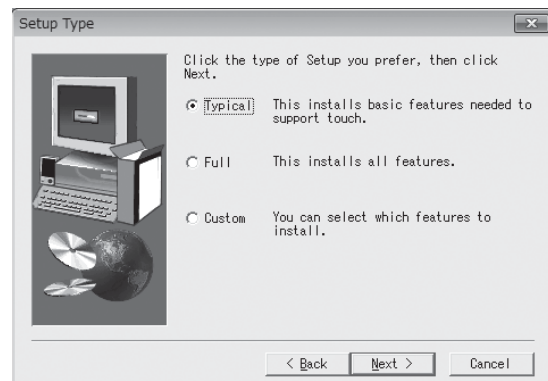 Setup Type
Click the type of Setup you prefer, then click
Next.
Typical
This installs basic features needed to
support touch.
Full
This installs all features.
Custom
You can select which features to
install.
< Back
Next >
Cancel